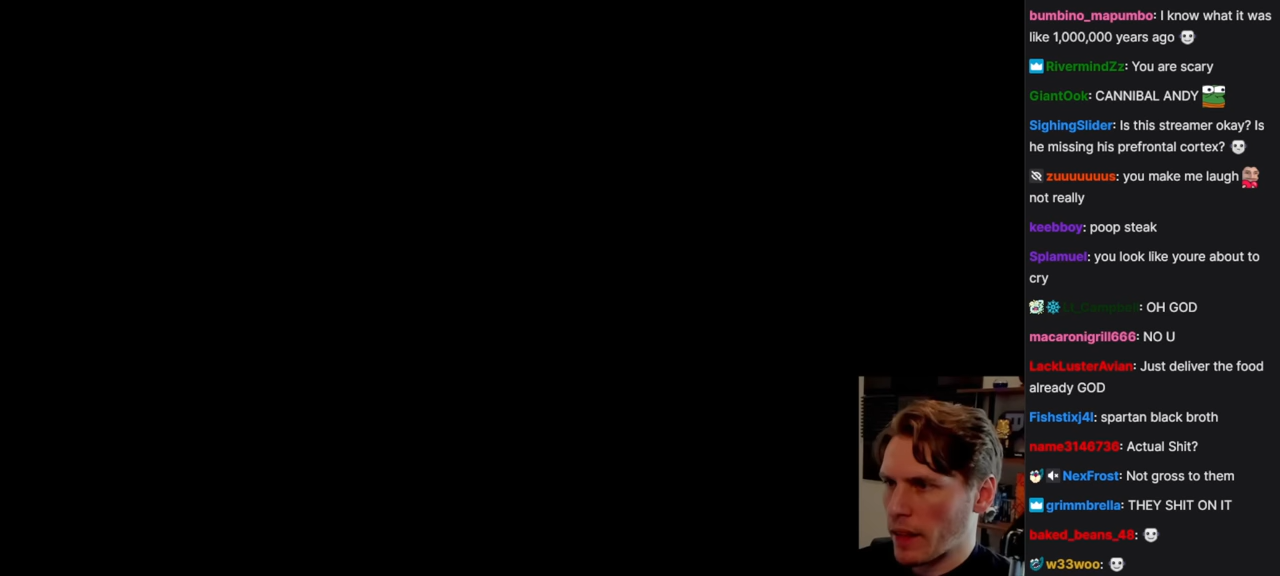 bumbino_mapumbo: I know what it was
like 1,000,000 years ago
RivermindZz: You are scary
GiantOok: CANNIBAL ANDY
SighingSlider: Is this streamer okay? Is
he missing his prefrontal cortex?
zuuuuuuus: you make me laugh
not really
keebboy: poop steak
Splamuel: you look like youre about to
cry
: OH GOD
macaronigrill666: NO U
LackLusterAvian: Just deliver the food
already GOD
Fishstixj4l: spartan black broth
name3146736: Actual Shit?
NexFrost: Not gross to them
grimmbrella: THEY SHIT ON IT
baked_beans_48:
w33woo: